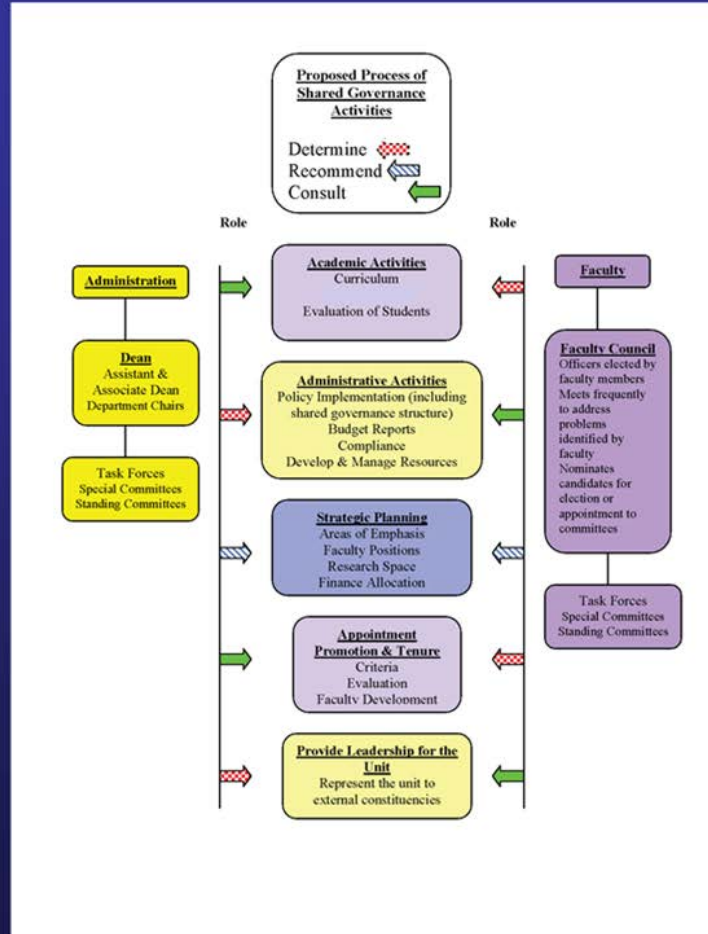 Proposed Process of
Shared Governance
Activities
Determine
Recommend
Consult
Role
Role
Administration
Dean
Assistant &
Associate Dean
Department Chairs
Task Forces
Special Committees
Standing Committees
Academic Activities
Curriculum
Evaluation of Students
Administrative Activities
Policy Implementation (including
shared governance structure)
Budget Reports
Compliance
Develop & Manage Resources
Strategic Planning
Areas of Emphasis
Faculty Positions
Research Space
Finance Allocation
Appointment
Promotion & Tenure
Criteria
Evaluation
Faculty Development
Provide Leadership for the
Unit
Represent the unit to
external constituencies
Faculty
Faculty Council
Officers elected by
faculty members
Meets frequently
to address
problems
identified by
faculty
Nominates
candidates for
election or
appointment to
committees
Task Forces
Special Committees
Standing Committees